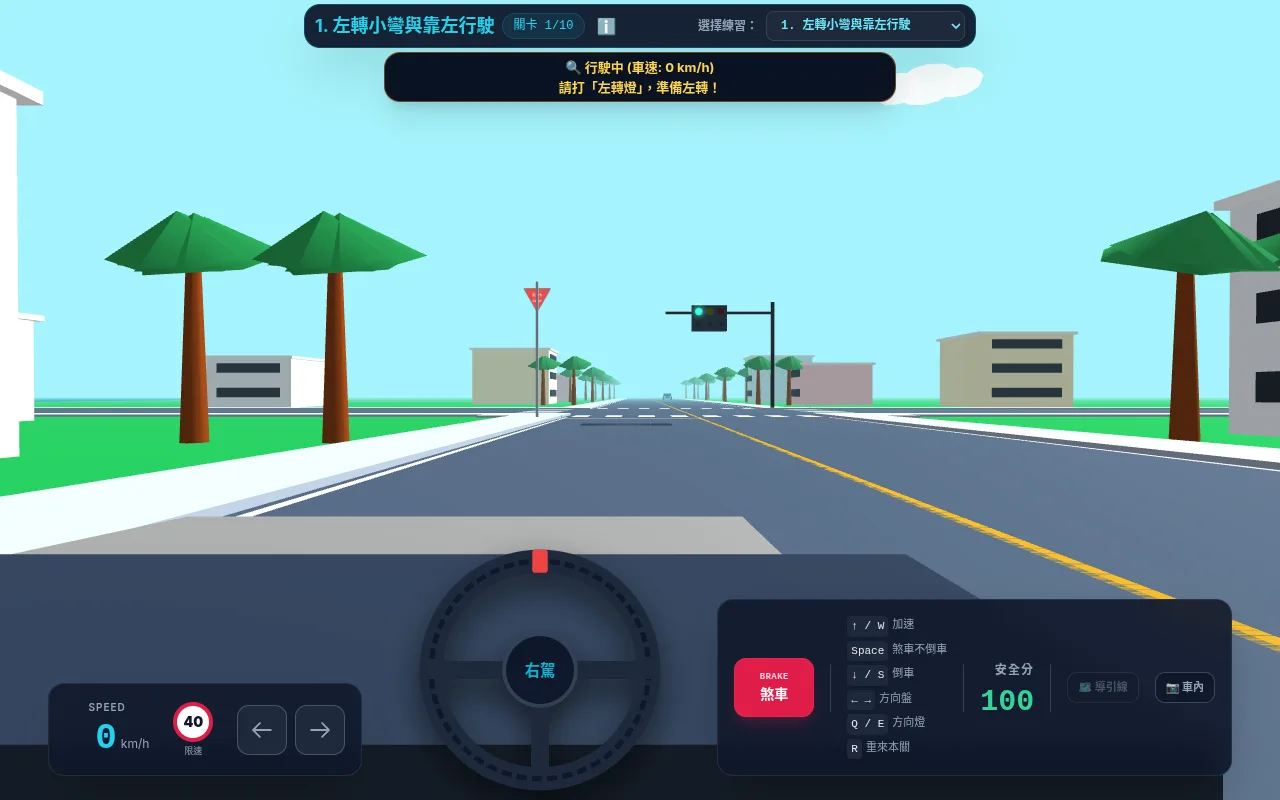 1. 左轉小彎與靠左行駛
關卡 1/10
選擇練習：
1. 左轉小彎與靠左行駛
行駛中 (車速: 0 km/h)
請打「左轉燈」，準備左轉！
右駕
SPEED
0 km/h
40
限速
BRAKE
煞車
↑ / W 加速
Space 煞車不倒車
↓ / S 倒車
← → 方向盤
Q / E 方向燈
R 重來本關
安全分
100
導引線
車內